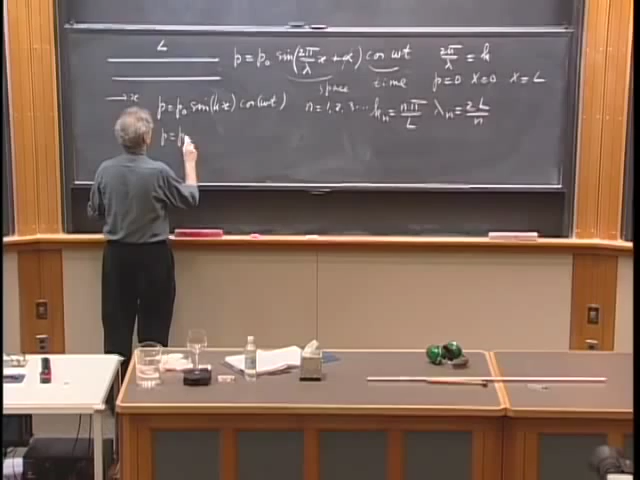 L
p = p₀ sin(2π/λ x + α) cos ωt 2π/λ = k
space time p=0 x=0 x=L
→ x p = p₀ sin(kx) cos(ωt) n = 1, 2, 3 ··· kₙ = nπ/L λₙ = 2L/n
p = p